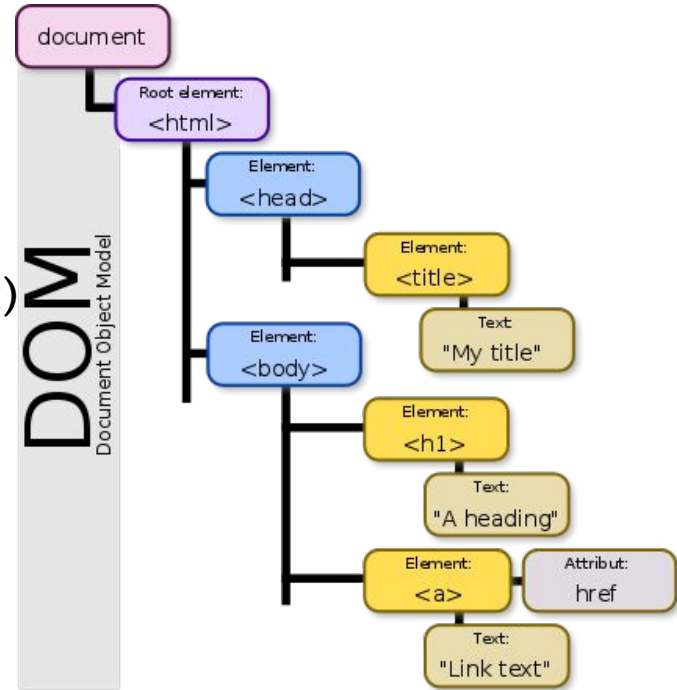 document
Root element:
<html>
Element:
<head>
Element:
<title>
Text
"My title"
)
DOM
Document Object Model
Element:
<body>
Element:
<h1>
Text:
"A heading"
Element:
<a>
Attribut:
href
Text:
"Link text"